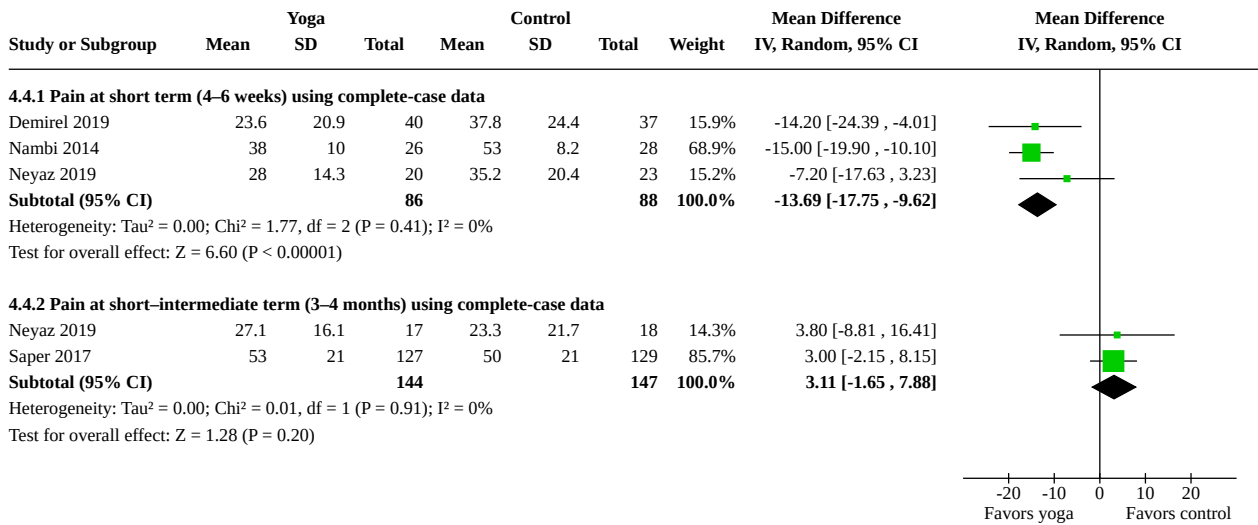 Yoga Control Mean Difference Mean Difference
Study or Subgroup Mean SD Total Mean SD Total Weight IV, Random, 95% CI IV, Random, 95% CI
4.4.1 Pain at short term (4–6 weeks) using complete-case data
Demirel 2019 23.6 20.9 40 37.8 24.4 37 15.9% -14.20 [-24.39 , -4.01]
Nambi 2014 38 10 26 53 8.2 28 68.9% -15.00 [-19.90 , -10.10]
Neyaz 2019 28 14.3 20 35.2 20.4 23 15.2% -7.20 [-17.63 , 3.23]
Subtotal (95% CI) 86 88 100.0% -13.69 [-17.75 , -9.62]
Heterogeneity: Tau² = 0.00; Chi² = 1.77, df = 2 (P = 0.41); I² = 0%
Test for overall effect: Z = 6.60 (P < 0.00001)
4.4.2 Pain at short–intermediate term (3–4 months) using complete-case data
Neyaz 2019 27.1 16.1 17 23.3 21.7 18 14.3% 3.80 [-8.81 , 16.41]
Saper 2017 53 21 127 50 21 129 85.7% 3.00 [-2.15 , 8.15]
Subtotal (95% CI) 144 147 100.0% 3.11 [-1.65 , 7.88]
Heterogeneity: Tau² = 0.00; Chi² = 0.01, df = 1 (P = 0.91); I² = 0%
Test for overall effect: Z = 1.28 (P = 0.20)
-20 -10 0 10 20
Favors yoga Favors control